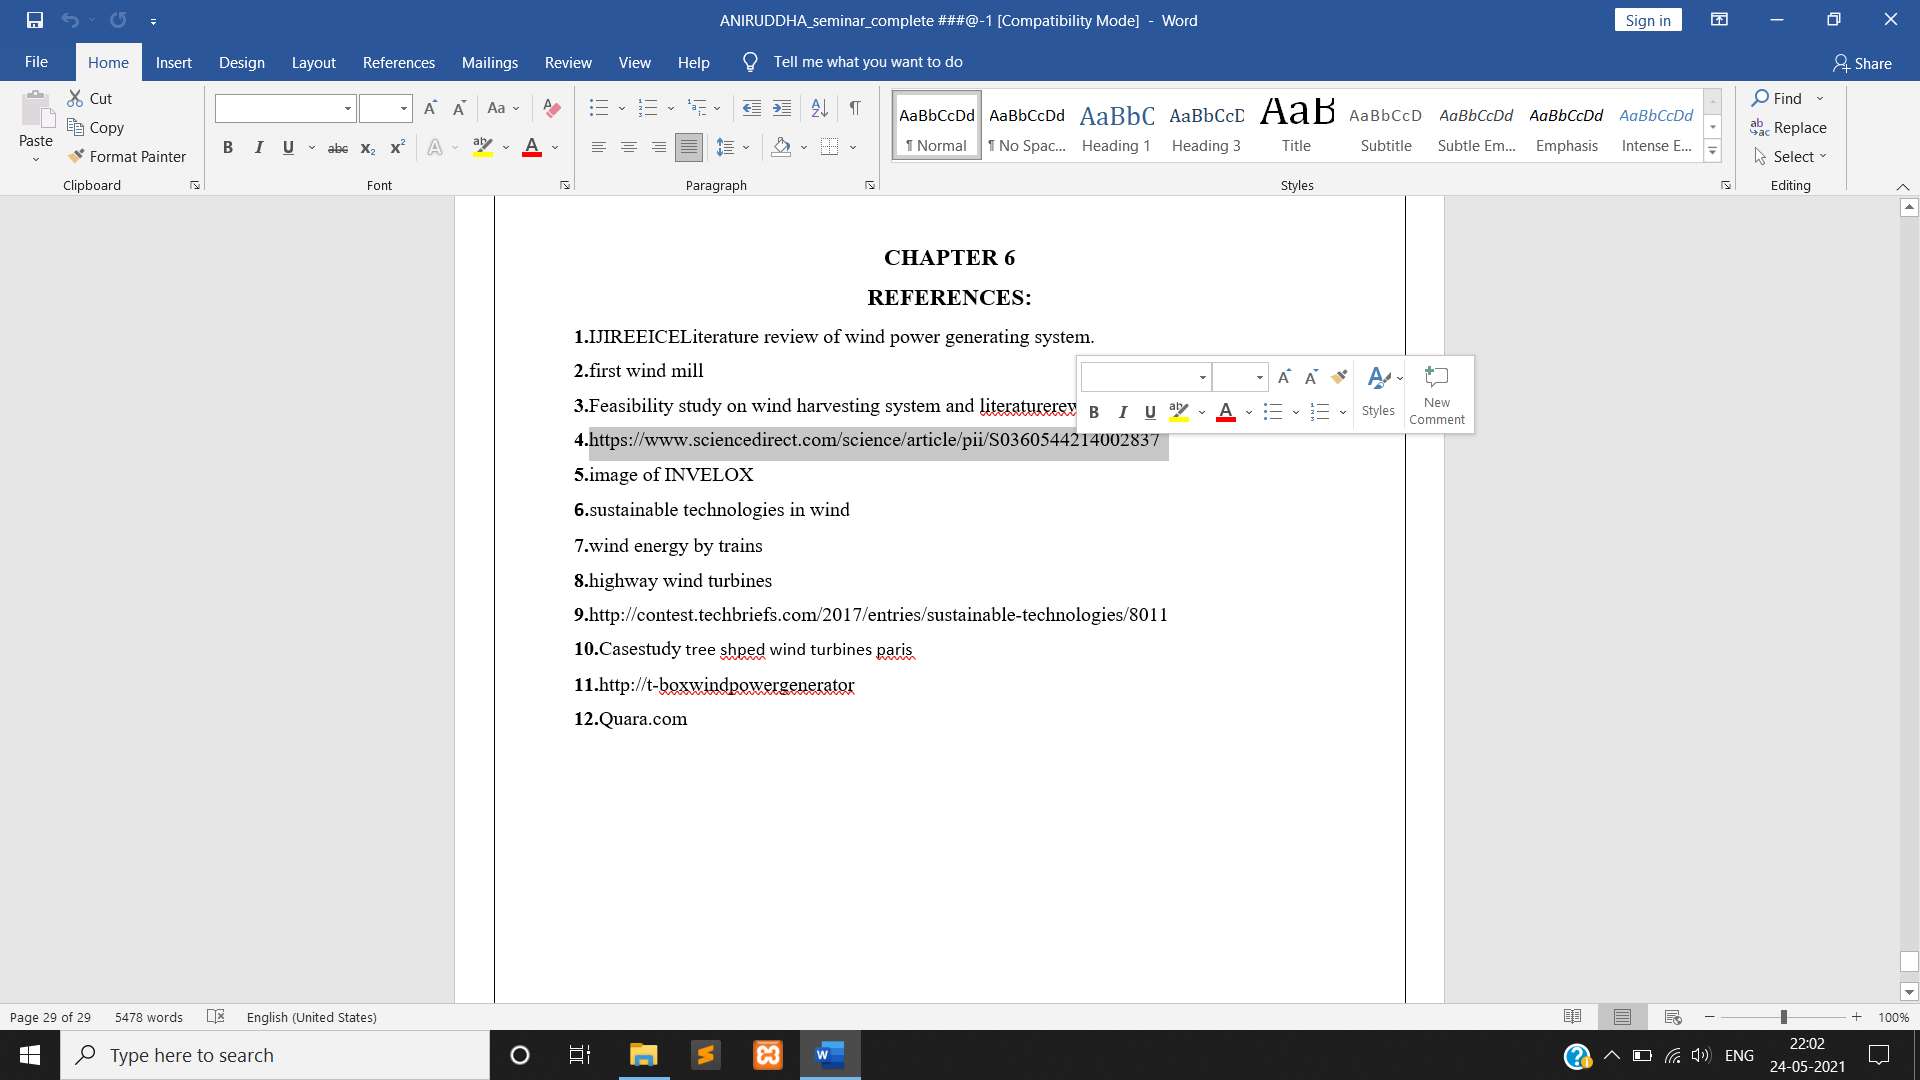 ANIRUDDHA_seminar_complete ###@-1 [Compatibility Mode] - Word
Sign in
File Home Insert Design Layout References Mailings Review View Help Tell me what you want to do
Share
Paste
Cut
Copy
Format Painter
Clipboard
Font
Paragraph
AaBbCcDd AaBbCcDd AaBbC AaBbCcD AaB AaBbCcD AaBbCcDd AaBbCcDd AaBbCcDd
¶ Normal ¶ No Spac... Heading 1 Heading 3 Title Subtitle Subtle Em... Emphasis Intense E...
Styles
Find
Replace
Select
Editing
CHAPTER 6
REFERENCES:
1.IJIREEICELiterature review of wind power generating system.
2.first wind mill
3.Feasibility study on wind harvesting system and literaturerew
4.https://www.sciencedirect.com/science/article/pii/S0360544214002837
5.image of INVELOX
6.sustainable technologies in wind
7.wind energy by trains
8.highway wind turbines
9.http://contest.techbriefs.com/2017/entries/sustainable-technologies/8011
10.Casestudy tree shped wind turbines paris
11.http://t-boxwindpowergenerator
12.Quara.com
Styles
New
Comment
Page 29 of 29 5478 words English (United States)
100%
Type here to search
ENG
22:02
24-05-2021